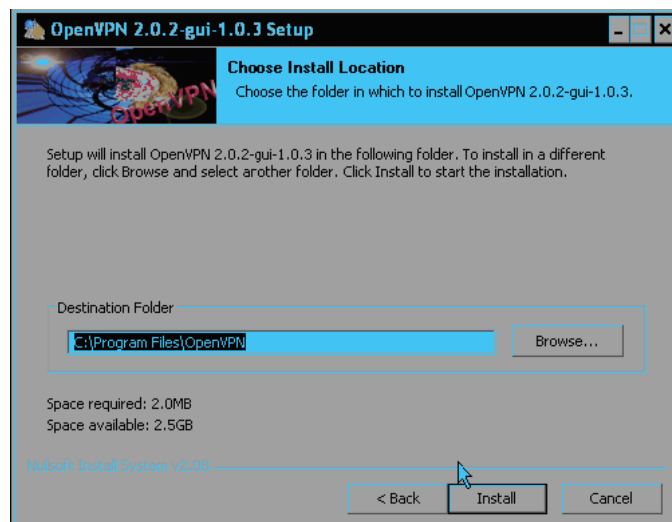 OpenVPN 2.0.2-gui-1.0.3 Setup
OpenVPN
Choose Install Location
Choose the folder in which to install OpenVPN 2.0.2-gui-1.0.3.
Setup will install OpenVPN 2.0.2-gui-1.0.3 in the following folder. To install in a different
folder, click Browse and select another folder. Click Install to start the installation.
Destination Folder
C:\Program Files\OpenVPN
Browse...
Space required: 2.0MB
Space available: 2.5GB
Nullsoft Install System v2.06
< Back
Install
Cancel